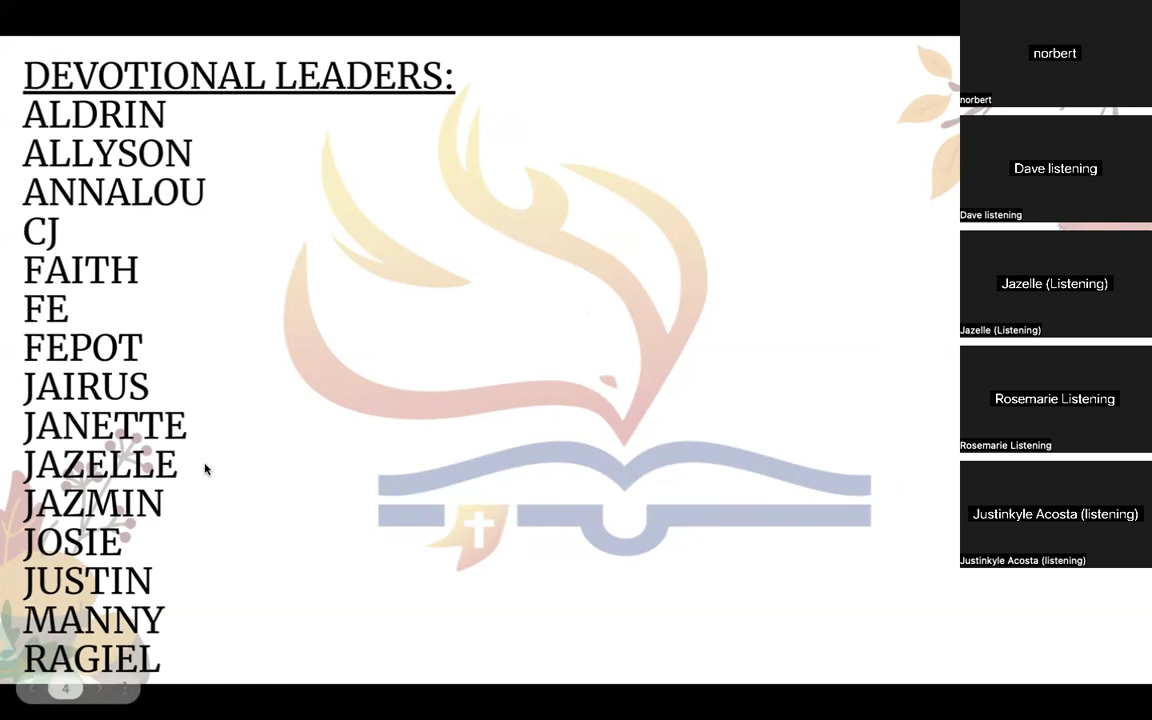 DEVOTIONAL LEADERS:
ALDRIN
ALLYSON
ANNALOU
CJ
FAITH
FE
FEPOT
JAIRUS
JANETTE
JAZELLE
JAZMIN
JOSIE
JUSTIN
MANNY
RAGIEL
4
norbert
norbert
Dave listening
Dave listening
Jazelle (Listening)
Jazelle (Listening)
Rosemarie Listening
Rosemarie Listening
Justinkyle Acosta (listening)
Justinkyle Acosta (listening)